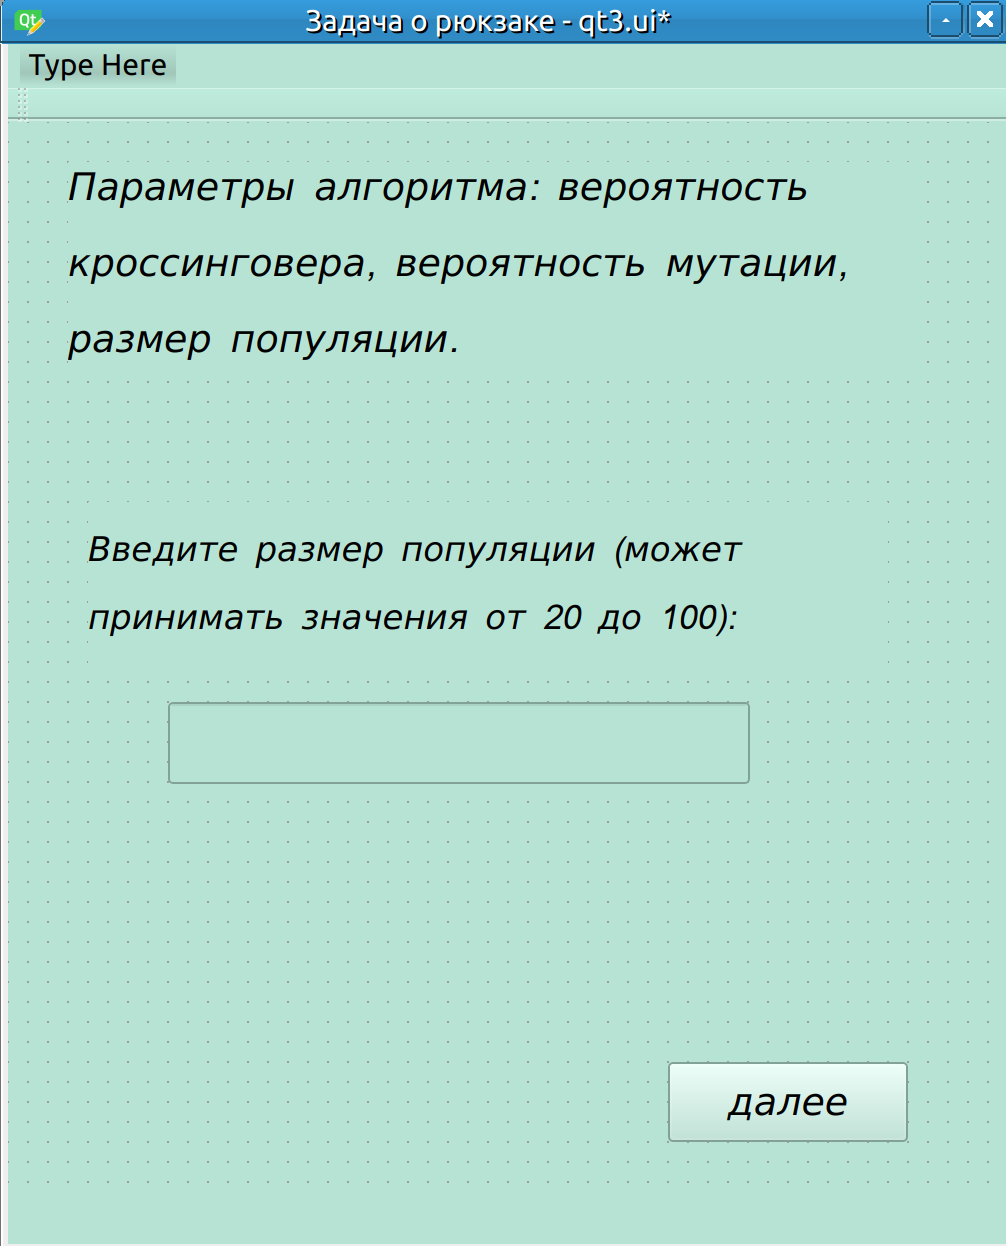 Qt
Задача о рюкзаке - qt3.ui*
Type Here
Параметры алгоритма: вероятность
кроссинговера, вероятность мутации,
размер популяции.
Введите размер популяции (может
принимать значения от 20 до 100):
далее